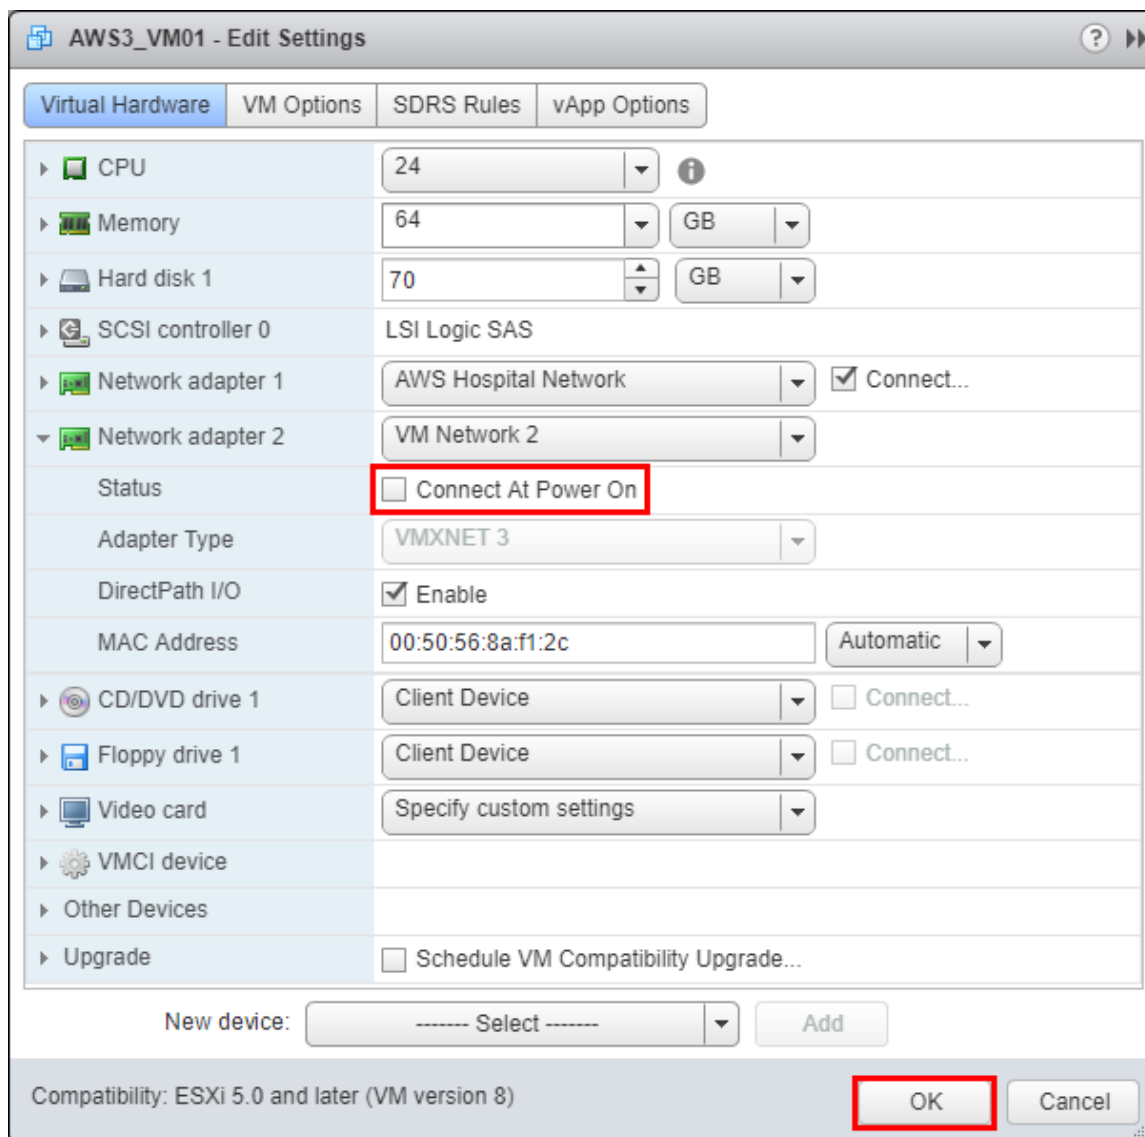 AWS3_VM01 - Edit Settings ?
Virtual Hardware VM Options SDRS Rules vApp Options
CPU 24 i
Memory 64 GB
Hard disk 1 70 GB
SCSI controller 0 LSI Logic SAS
Network adapter 1 AWS Hospital Network Connect...
Network adapter 2 VM Network 2
Status Connect At Power On
Adapter Type VMXNET 3
DirectPath I/O Enable
MAC Address 00:50:56:8a:f1:2c Automatic
CD/DVD drive 1 Client Device Connect...
Floppy drive 1 Client Device Connect...
Video card Specify custom settings
VMCI device
Other Devices
Upgrade Schedule VM Compatibility Upgrade...
New device: ------- Select ------- Add
Compatibility: ESXi 5.0 and later (VM version 8) OK Cancel